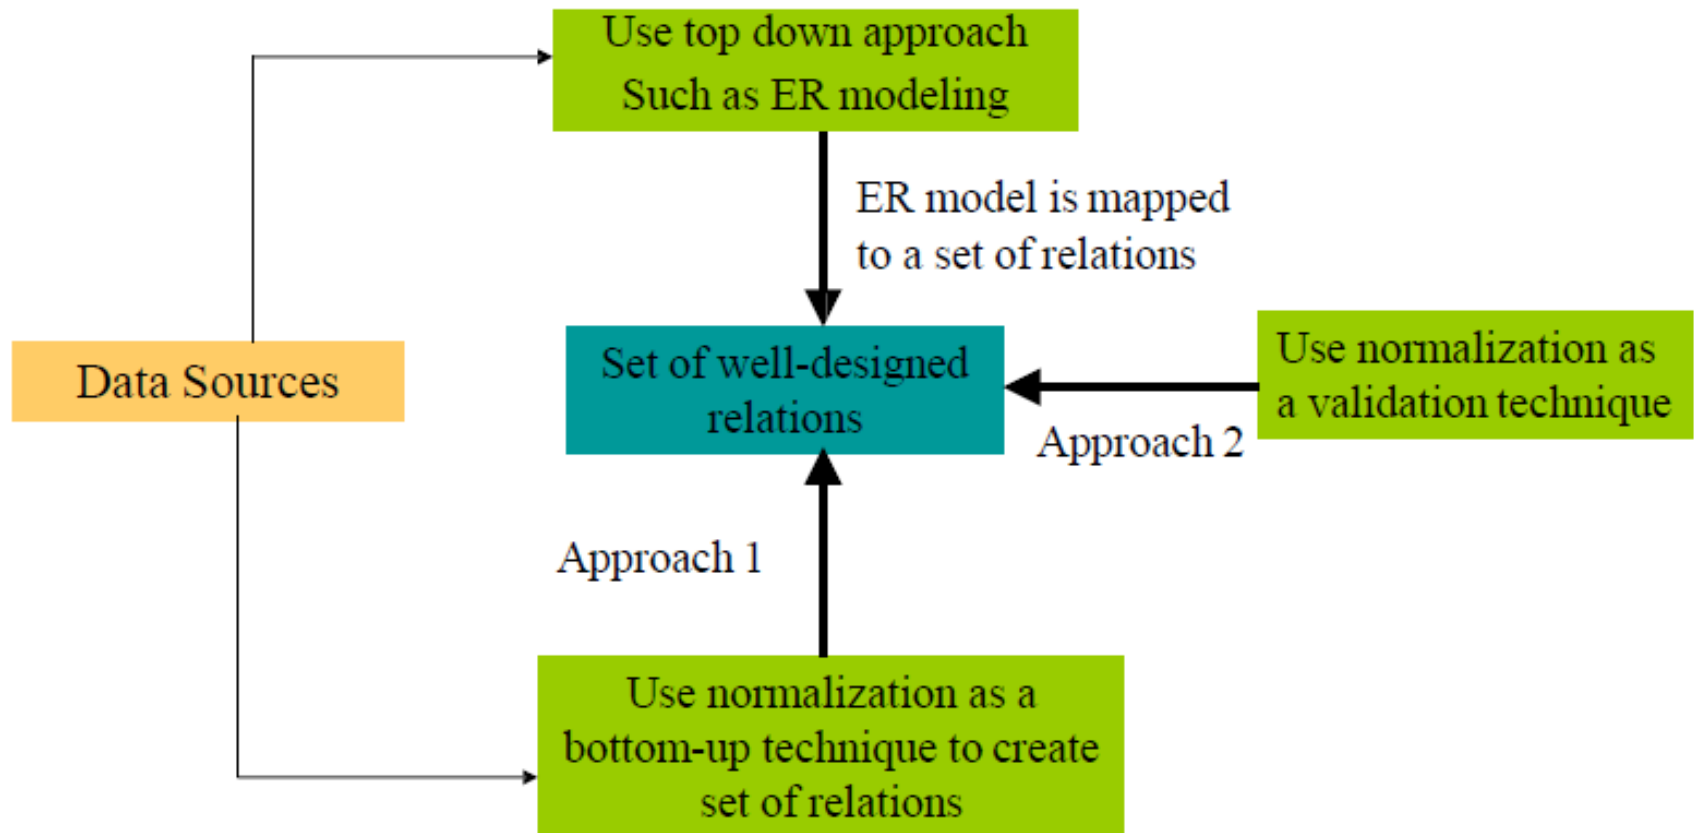 Use top down approach
Such as ER modeling
ER model is mapped
to a set of relations
Data Sources
Set of well-designed
relations
Use normalization as
a validation technique
Approach 2
Approach 1
Use normalization as a
bottom-up technique to create
set of relations